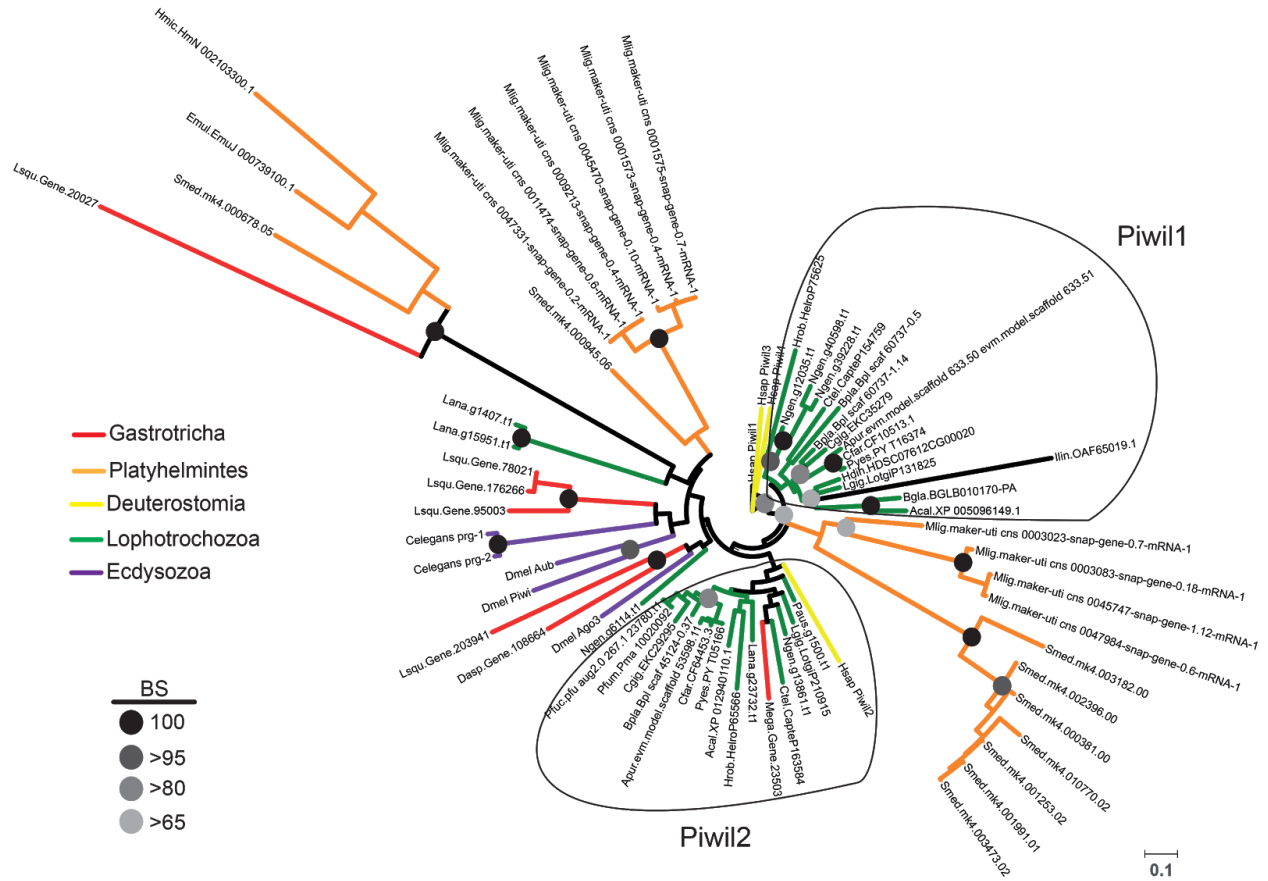 Hmic.HmN 002103300.1
Emul.EmuJ 000739100.1
Lsqu.Gene.20027
Smed.mk4.000678.05
Mlig.maker-uti cns 0047331-snap-gene-0.2-mRNA-1
Mlig.maker-uti cns 0011474-snap-gene-0.6-mRNA-1
Mlig.maker-uti cns 0009213-snap-gene-0.4-mRNA-1
Mlig.maker-uti cns 0045470-snap-gene-0.10-mRNA-1
Mlig.maker-uti cns 0001573-snap-gene-0.4-mRNA-1
Mlig.maker-uti cns 0001575-snap-gene-0.7-mRNA-1
Smed.mk4.000945.06
Piwil1
Hsap Piwil1
Hsap Piwil3
Hsap Piwil4
Hrob.HelroP75625
Ngen.g12035.t1
Ngen.g40598.t1
Ngen.g39228.t1
Ctel.CapteP154759
Bpla.Bpl scaf 60737-0.5
Bpla.Bpl scaf 60737-1.14
Cgig.EKC35279
Apur.evm.model.scaffold 633.50 evm.model.scaffold 633.51
Cfar.CF10513.1
Pyes.PY T16374
Hdih.HDSC07612CG00020
Lgig.LotgiP131825
Ilin.OAF65019.1
Bgla.BGLB010170-PA
Acal.XP 005096149.1
Mlig.maker-uti cns 0003023-snap-gene-0.7-mRNA-1
Mlig.maker-uti cns 0003083-snap-gene-0.18-mRNA-1
Mlig.maker-uti cns 0045747-snap-gene-1.12-mRNA-1
Mlig.maker-uti cns 0047984-snap-gene-0.6-mRNA-1
Smed.mk4.003182.00
Smed.mk4.002396.00
Smed.mk4.000381.00
Smed.mk4.010770.02
Smed.mk4.001253.02
Smed.mk4.001991.01
Smed.mk4.003473.02
Lana.g1407.t1
Lana.g15951.t1
Lsqu.Gene.78021
Lsqu.Gene.176266
Lsqu.Gene.95003
Celegans prg-1
Celegans prg-2
Dmel Aub
Dmel Piwi
Lsqu.Gene.203941
Dasp.Gene.108664
Dmel Ago3
Ngen.g6114.t1
Pfuc.pfu aug2.0 267.1 23780.t1
Pfum.Pma 10020092
Cgig.EKC29295
Bpla.Bpl scaf 45124-0.37
Apur.evm.model.scaffold 53598.11
Cfar.CF64453.3
Pyes.PY T05166
Acal.XP 012940110.1
Hrob.HelroP65566
Lana.g23732.t1
Mega.Gene.23503
Ctel.CapteP163584
Ngen.g13861.t1
Lgig.LotgiP210915
Paus.g1500.t1
Hsap Piwil2
Piwil2
Gastrotricha
Platyhelmintes
Deuterostomia
Lophotrochozoa
Ecdysozoa
BS
100
>95
>80
>65
0.1